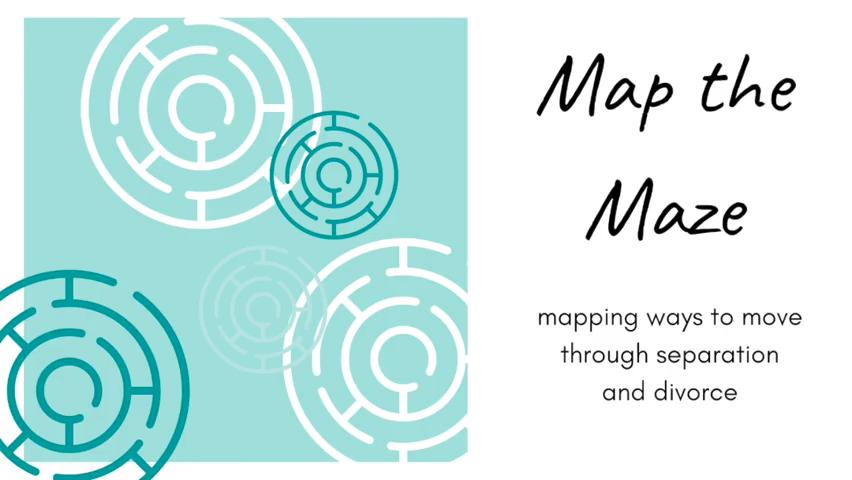 Map the
Maze
mapping ways to move
through separation
and divorce